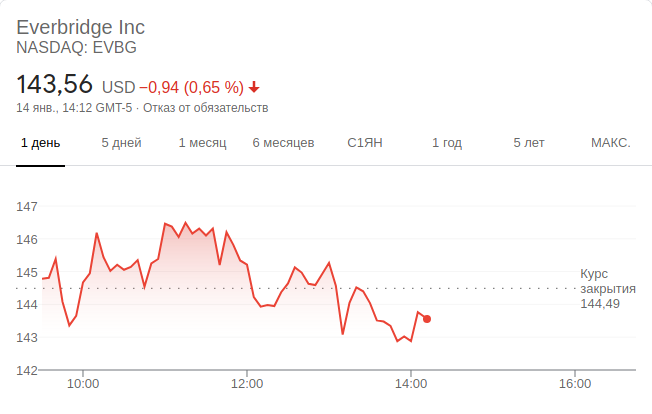 Everbridge Inc
NASDAQ: EVBG
143,56 USD −0,94 (0,65 %)
14 янв., 14:12 GMT-5 · Отказ от обязательств
1 день 5 дней 1 месяц 6 месяцев С1ЯН 1 год 5 лет МАКС.
147
146
145
144
143
142
Курс
закрытия
144,49
10:00 12:00 14:00 16:00